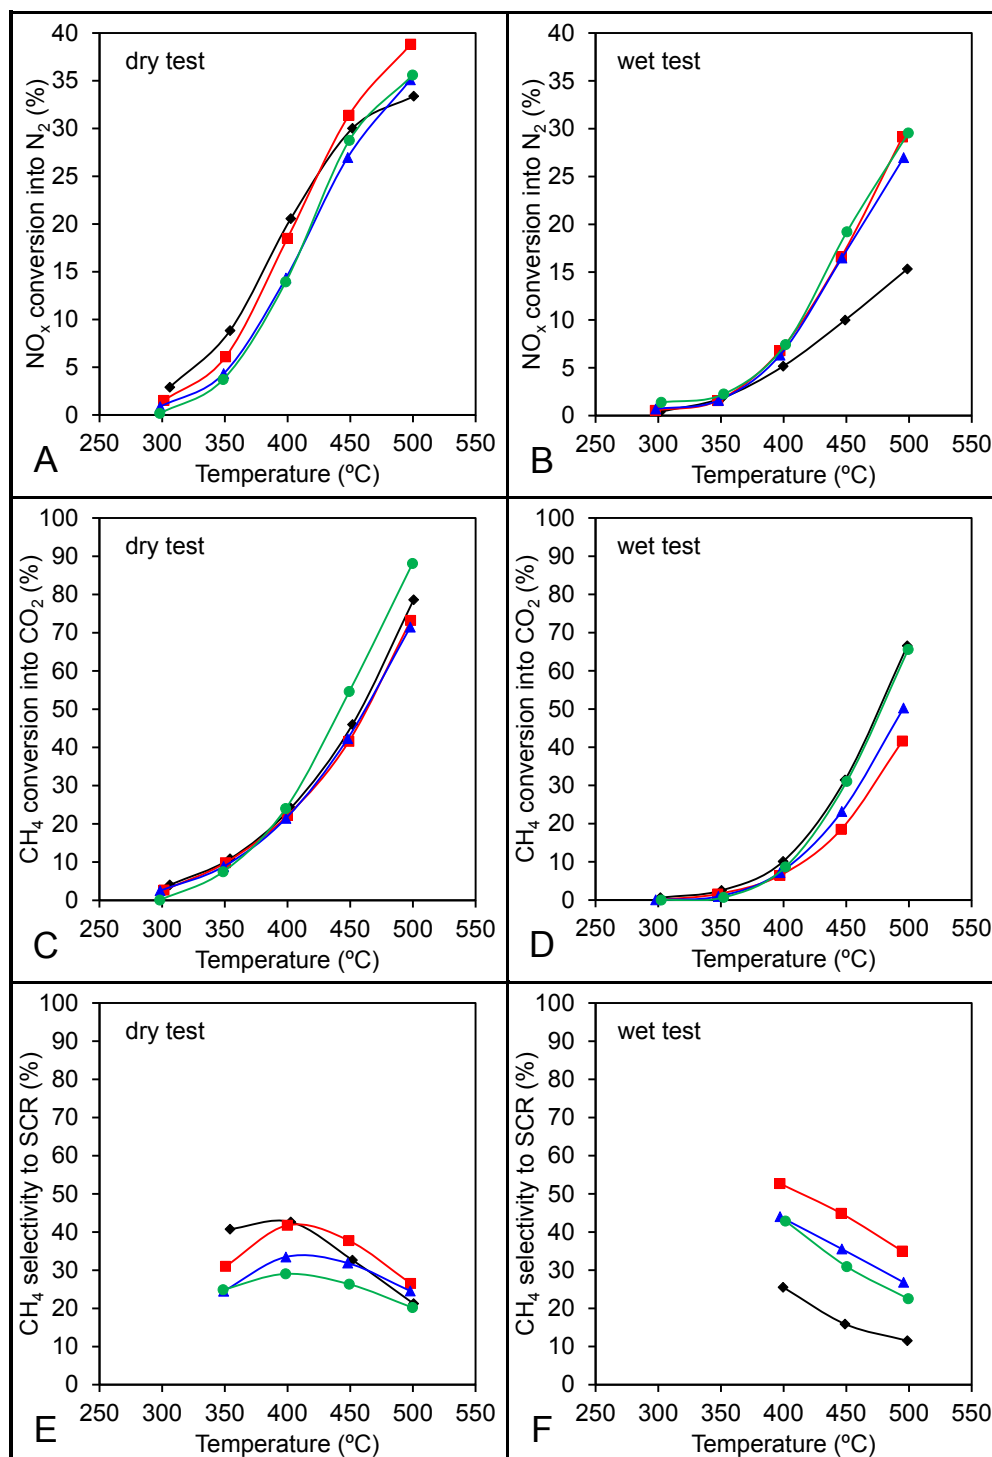 40
35
30
25
20
15
10
5
0
NOx conversion into N2 (%)
dry test
250 300 350 400 450 500 550
Temperature (ºC)
A
40
35
30
25
20
15
10
5
0
NOx conversion into N2 (%)
wet test
250 300 350 400 450 500 550
Temperature (ºC)
B
100
90
80
70
60
50
40
30
20
10
0
CH4 conversion into CO2 (%)
dry test
250 300 350 400 450 500 550
Temperature (ºC)
C
100
90
80
70
60
50
40
30
20
10
0
CH4 conversion into CO2 (%)
wet test
250 300 350 400 450 500 550
Temperature (ºC)
D
100
90
80
70
60
50
40
30
20
10
0
CH4 selectivity to SCR (%)
dry test
250 300 350 400 450 500 550
Temperature (ºC)
E
100
90
80
70
60
50
40
30
20
10
0
CH4 selectivity to SCR (%)
wet test
250 300 350 400 450 500 550
Temperature (ºC)
F